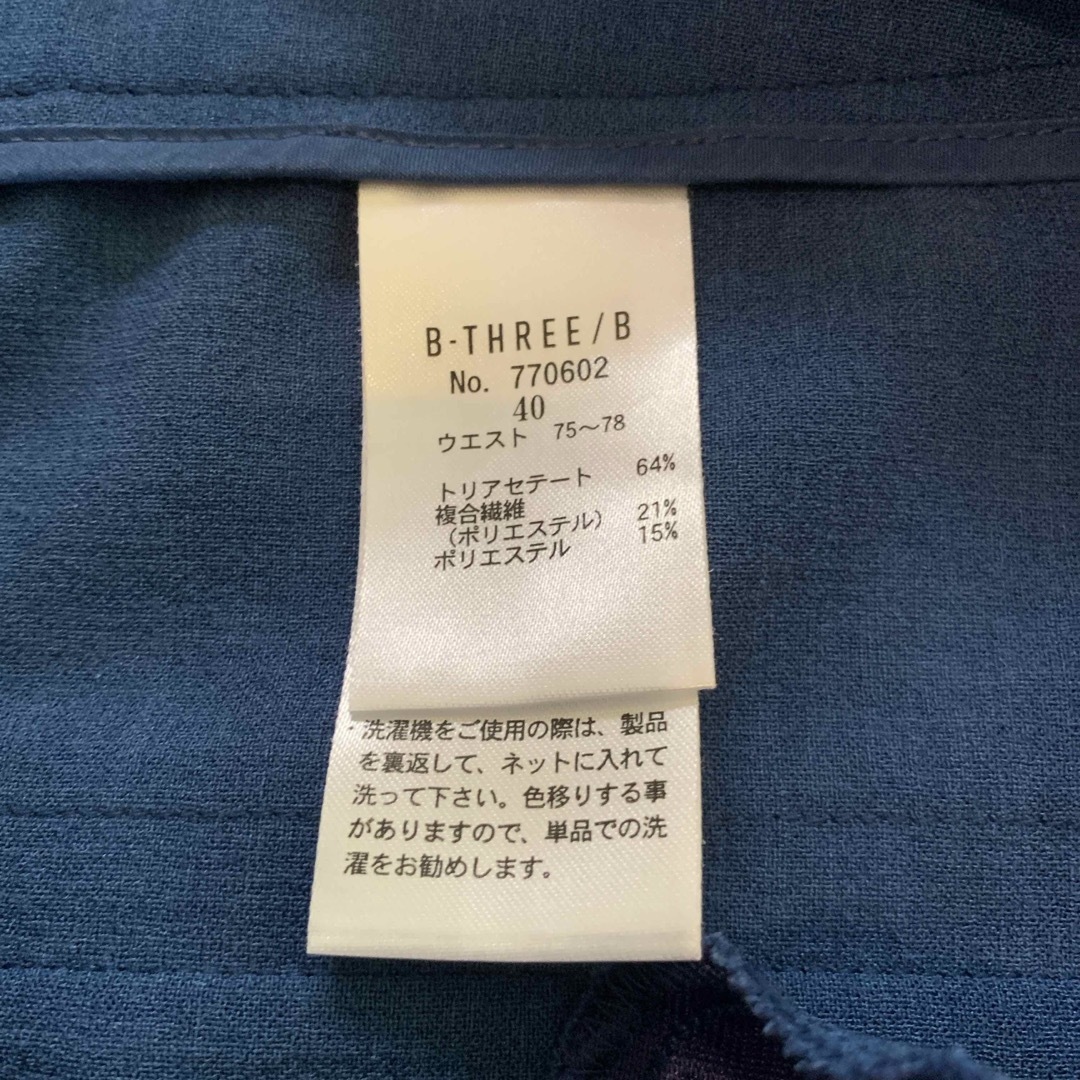 B-THREE/B
No. 770602
40
ウエスト 75～78
トリアセテート 64%
複合繊維
(ポリエステル) 21%
ポリエステル 15%
・洗濯機をご使用の際は、製品
を裏返して、ネットに入れて
洗って下さい。色移りする事
がありますので、単品での洗
濯をお勧めします。